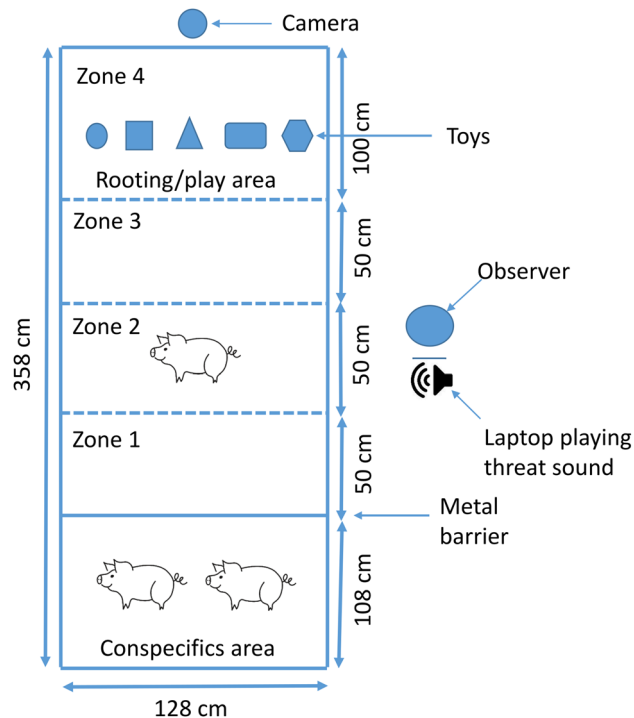 Camera
Zone 4
Toys
100 cm
Rooting/play area
Zone 3
50 cm
Observer
Zone 2
50 cm
358 cm
Laptop playing
threat sound
Zone 1
50 cm
Metal
barrier
108 cm
Conspecifics area
128 cm